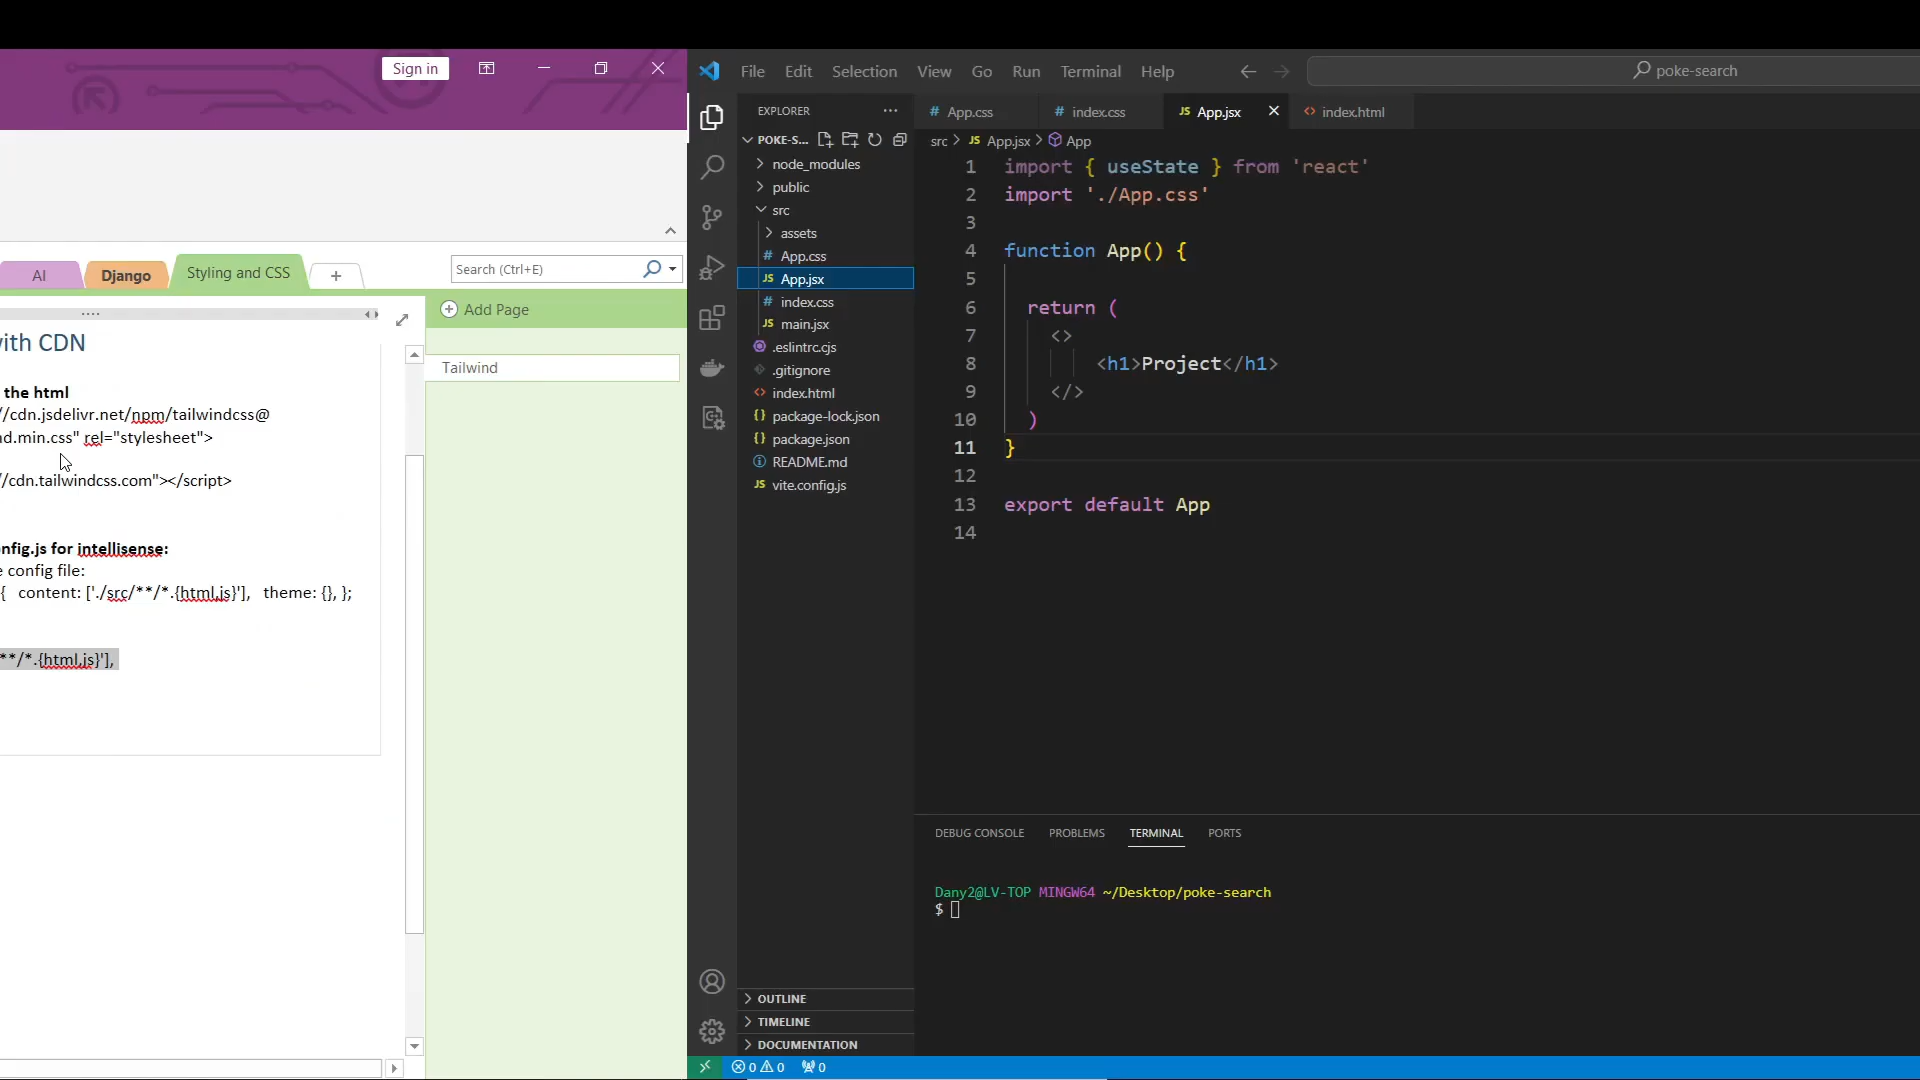 Sign in
AI
Django
Styling and CSS
+
Search (Ctrl+E)
Add Page
Tailwind
with CDN
the html
//cdn.jsdelivr.net/npm/tailwindcss@
nd.min.css" rel="stylesheet">
//cdn.tailwindcss.com"></script>
nfig.js for intellisense:
e config file:
{   content: ['./src/**/*.{html,js}'],   theme: {}, };
**/*.{html,js}'],
File Edit Selection View Go Run Terminal Help
poke-search
EXPLORER
POKE-S...
node_modules
public
src
assets
# App.css
JS App.jsx
# index.css
JS main.jsx
.eslintrc.cjs
.gitignore
<> index.html
{} package-lock.json
{} package.json
README.md
JS vite.config.js
OUTLINE
TIMELINE
DOCUMENTATION
# App.css
# index.css
JS App.jsx
<> index.html
src > JS App.jsx > App
1 import { useState } from 'react'
2 import './App.css'
3
4 function App() {
5
6 return (
7 <>
8 <h1>Project</h1>
9 </>
10 )
11 }
12
13 export default App
14
DEBUG CONSOLE PROBLEMS TERMINAL PORTS
Dany2@LV-TOP MINGW64 ~/Desktop/poke-search
$
0 0 0